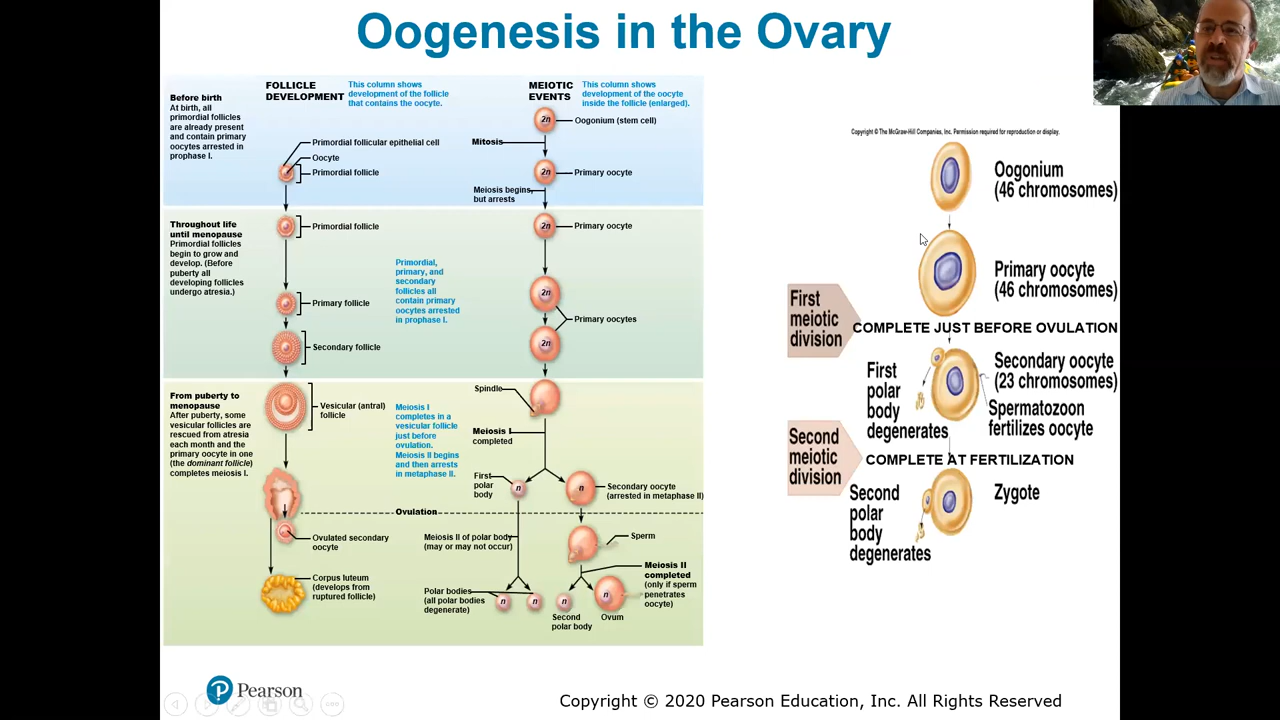 Oogenesis in the Ovary
Before birth
At birth, all
primordial follicles
are already present
and contain primary
oocytes arrested in
prophase I.
FOLLICLE
DEVELOPMENT
This column shows
development of the follicle
that contains the oocyte.
Primordial follicular epithelial cell
Oocyte
Primordial follicle
MEIOTIC
EVENTS
This column shows
development of the oocyte
inside the follicle (enlarged).
2n
Oogonium (stem cell)
Mitosis
2n
Primary oocyte
Meiosis begins
but arrests
Throughout life
until menopause
Primordial follicles
begin to grow and
develop. (Before
puberty all
developing follicles
undergo atresia.)
Primordial follicle
Primary follicle
Secondary follicle
Primordial,
primary, and
secondary
follicles all
contain primary
oocytes arrested
in prophase I.
2n
Primary oocyte
2n
Primary oocytes
2n
From puberty to
menopause
After puberty, some
vesicular follicles are
rescued from atresia
each month and the
primary oocyte in one
(the dominant follicle)
completes meiosis I.
Vesicular (antral)
follicle
Meiosis I
completes in a
vesicular follicle
just before
ovulation.
Meiosis II begins
and then arrests
in metaphase II.
Spindle
Meiosis I
completed
First
polar
body
n
n
Secondary oocyte
(arrested in metaphase II)
Ovulation
Ovulated secondary
oocyte
Corpus luteum
(develops from
ruptured follicle)
Meiosis II of polar body
(may or may not occur)
Sperm
Meiosis II
completed
(only if sperm
penetrates
oocyte)
Polar bodies
(all polar bodies
degenerate)
n
n
n
n
Second
polar body
Ovum
Copyright © The McGraw-Hill Companies, Inc. Permission required for reproduction or display.
Oogonium
(46 chromosomes)
Primary oocyte
(46 chromosomes)
First
meiotic
division
COMPLETE JUST BEFORE OVULATION
First
polar
body
degenerates
Secondary oocyte
(23 chromosomes)
Spermatozoon
fertilizes oocyte
Second
meiotic
division
COMPLETE AT FERTILIZATION
Second
polar
body
degenerates
Zygote
P Pearson
Copyright © 2020 Pearson Education, Inc. All Rights Reserved